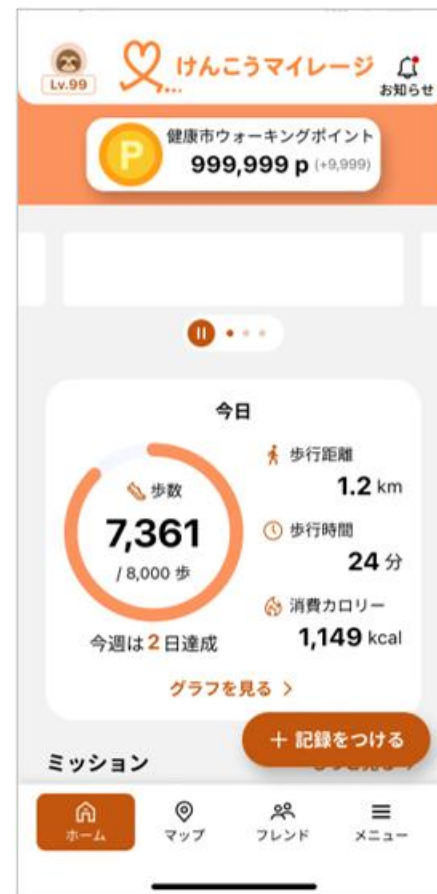 Lv.99
けんこうマイレージ
お知らせ
P
健康市ウォーキングポイント
999,999 p (+9,999)
今日
歩数
7,361
/ 8,000 歩
今週は2日達成
歩行距離
1.2 km
歩行時間
24 分
消費カロリー
1,149 kcal
グラフを見る >
+ 記録をつける
ミッション
ホーム
マップ
フレンド
メニュー